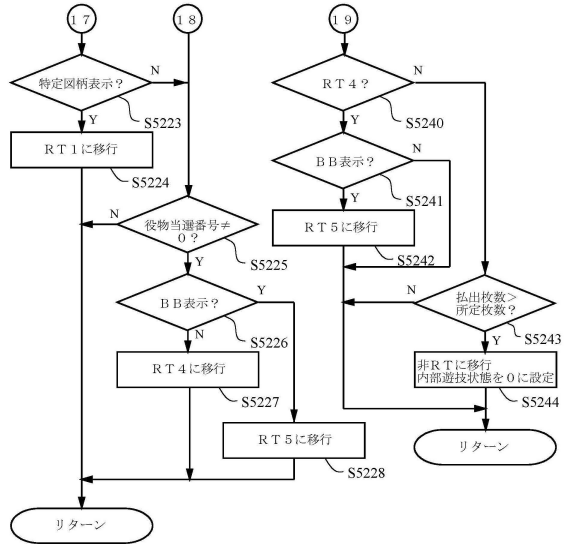 １７
１８
特定図柄表示？
N
Y
S5223
ＲＴ１に移行
S5224
役物当選番号≠
０？
N
Y
S5225
ＢＢ表示？
Y
N
S5226
ＲＴ４に移行
S5227
ＲＴ５に移行
S5228
リターン
１９
ＲＴ４？
N
Y
S5240
ＢＢ表示？
N
Y
S5241
ＲＴ５に移行
S5242
払出枚数＞
所定枚数？
N
Y
S5243
非ＲＴに移行
内部遊技状態を０に設定
S5244
リターン